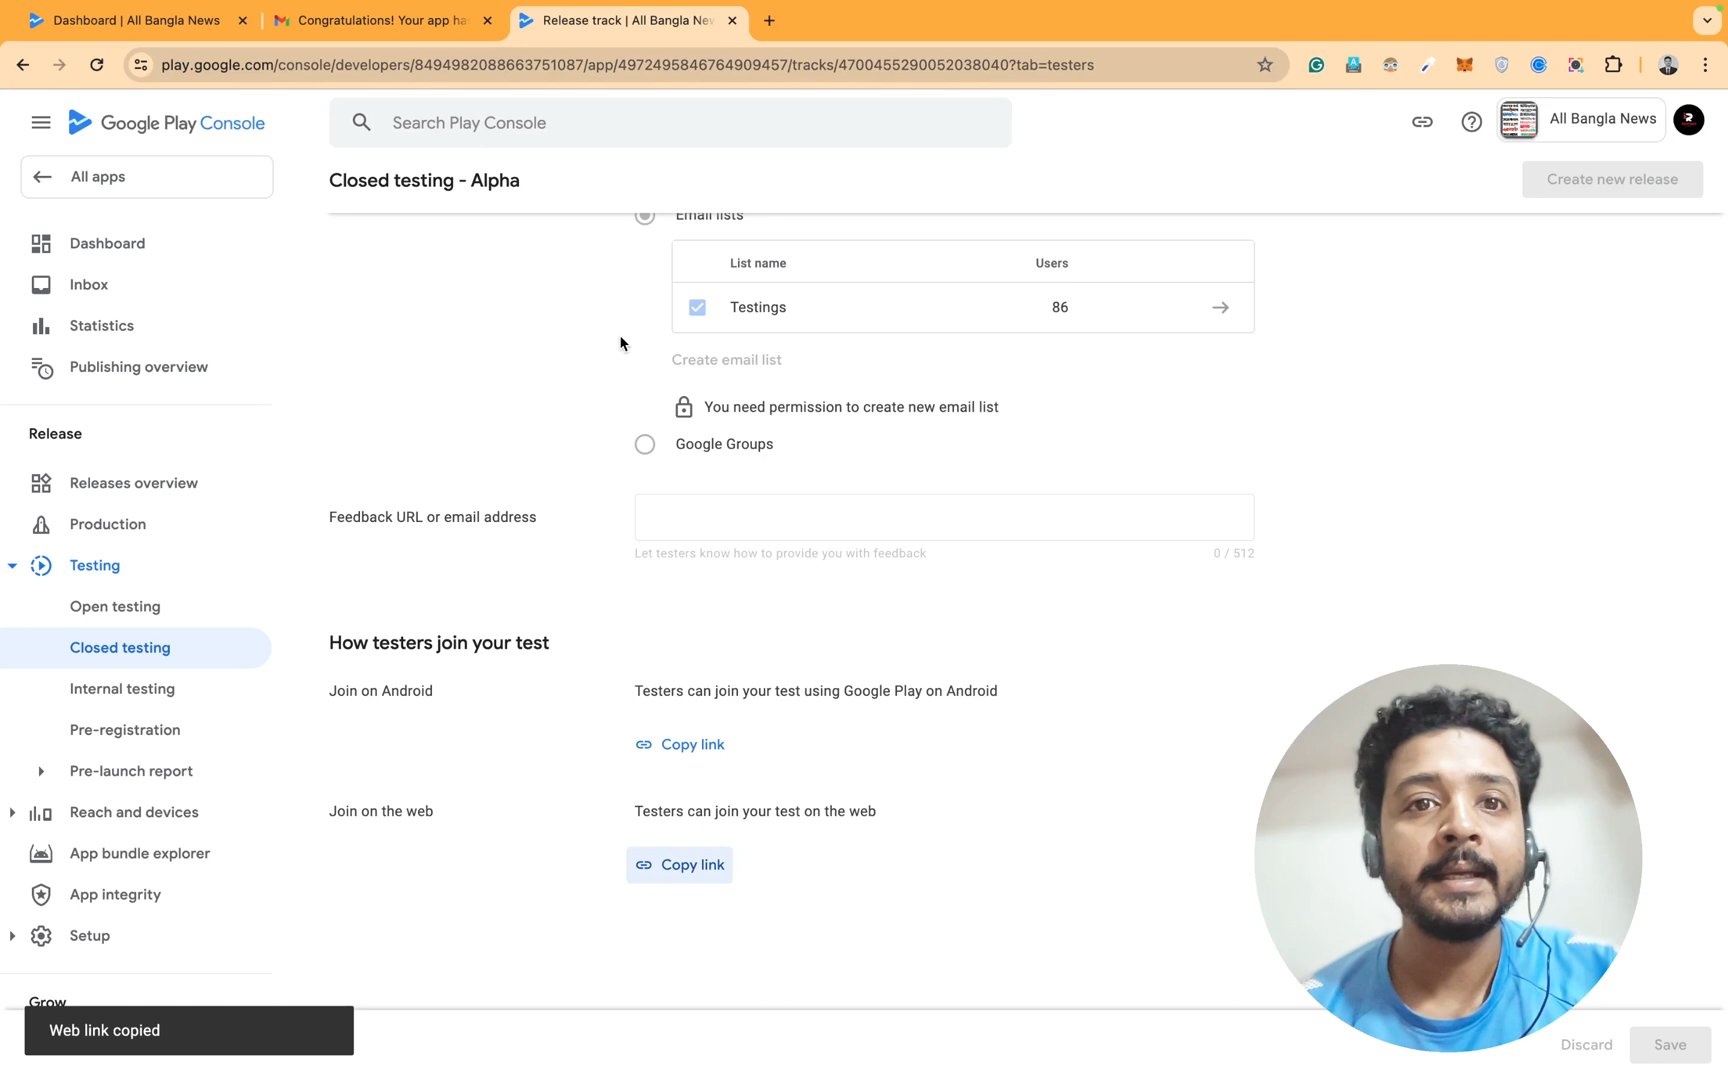 Dashboard | All Bangla News
Congratulations! Your app ha
Release track | All Bangla New
play.google.com/console/developers/8494982088663751087/app/4972495846764909457/tracks/4700455290052038040?tab=testers
Google Play Console
Search Play Console
All Bangla News
All apps
Closed testing - Alpha
Create new release
Dashboard
Inbox
Statistics
Publishing overview
Release
Releases overview
Production
Testing
Open testing
Closed testing
Internal testing
Pre-registration
Pre-launch report
Reach and devices
App bundle explorer
App integrity
Setup
Grow
Email lists
List name Users
Testings 86
Create email list
You need permission to create new email list
Google Groups
Feedback URL or email address
Let testers know how to provide you with feedback 0 / 512
How testers join your test
Join on Android Testers can join your test using Google Play on Android
Copy link
Join on the web Testers can join your test on the web
Copy link
Web link copied
Discard Save